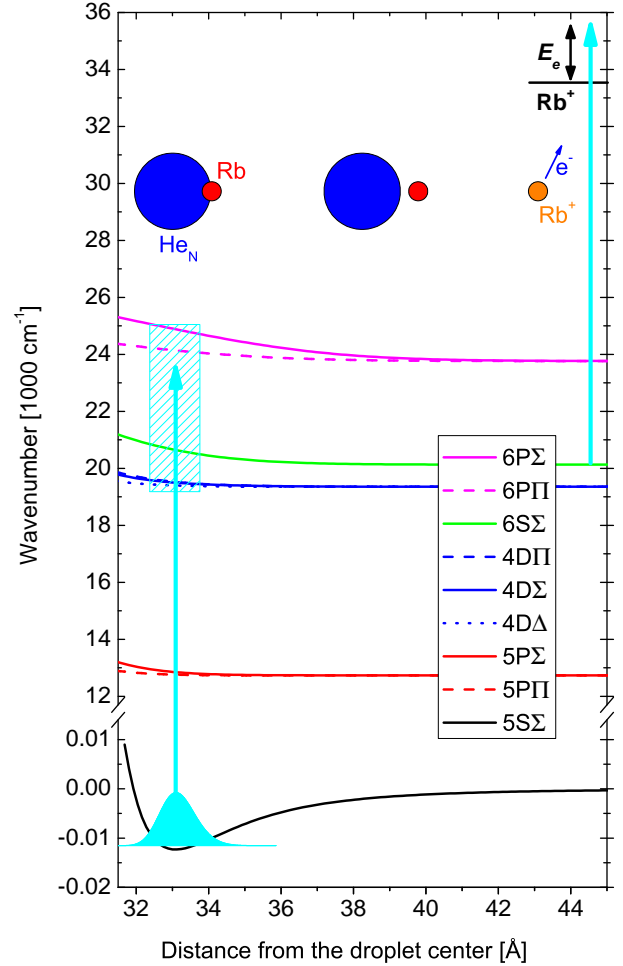 36
34
32
30
28
26
24
22
20
18
16
14
12
0.01
0.00
-0.01
-0.02
Wavenumber [1000 cm⁻¹]
Eₑ
Rb⁺
Rb
e⁻
Rb⁺
Heₙ
6PΣ
6PΠ
6SΣ
4DΠ
4DΣ
4DΔ
5PΣ
5PΠ
5SΣ
32 34 36 38 40 42 44
Distance from the droplet center [Å]